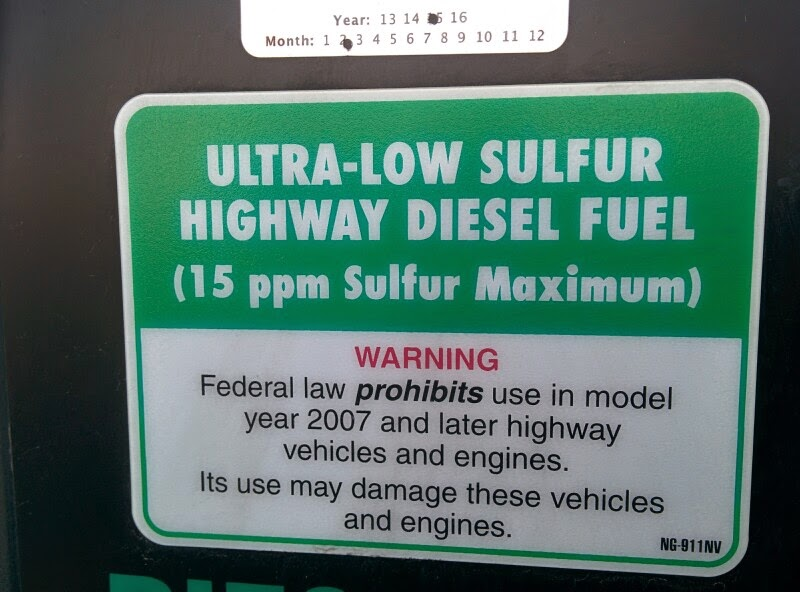 Year: 13 14 15 16
Month: 1 2 3 4 5 6 7 8 9 10 11 12
ULTRA-LOW SULFUR
HIGHWAY DIESEL FUEL
(15 ppm Sulfur Maximum)
WARNING
Federal law prohibits use in model
year 2007 and later highway
vehicles and engines.
Its use may damage these vehicles
and engines.
NG-911NV